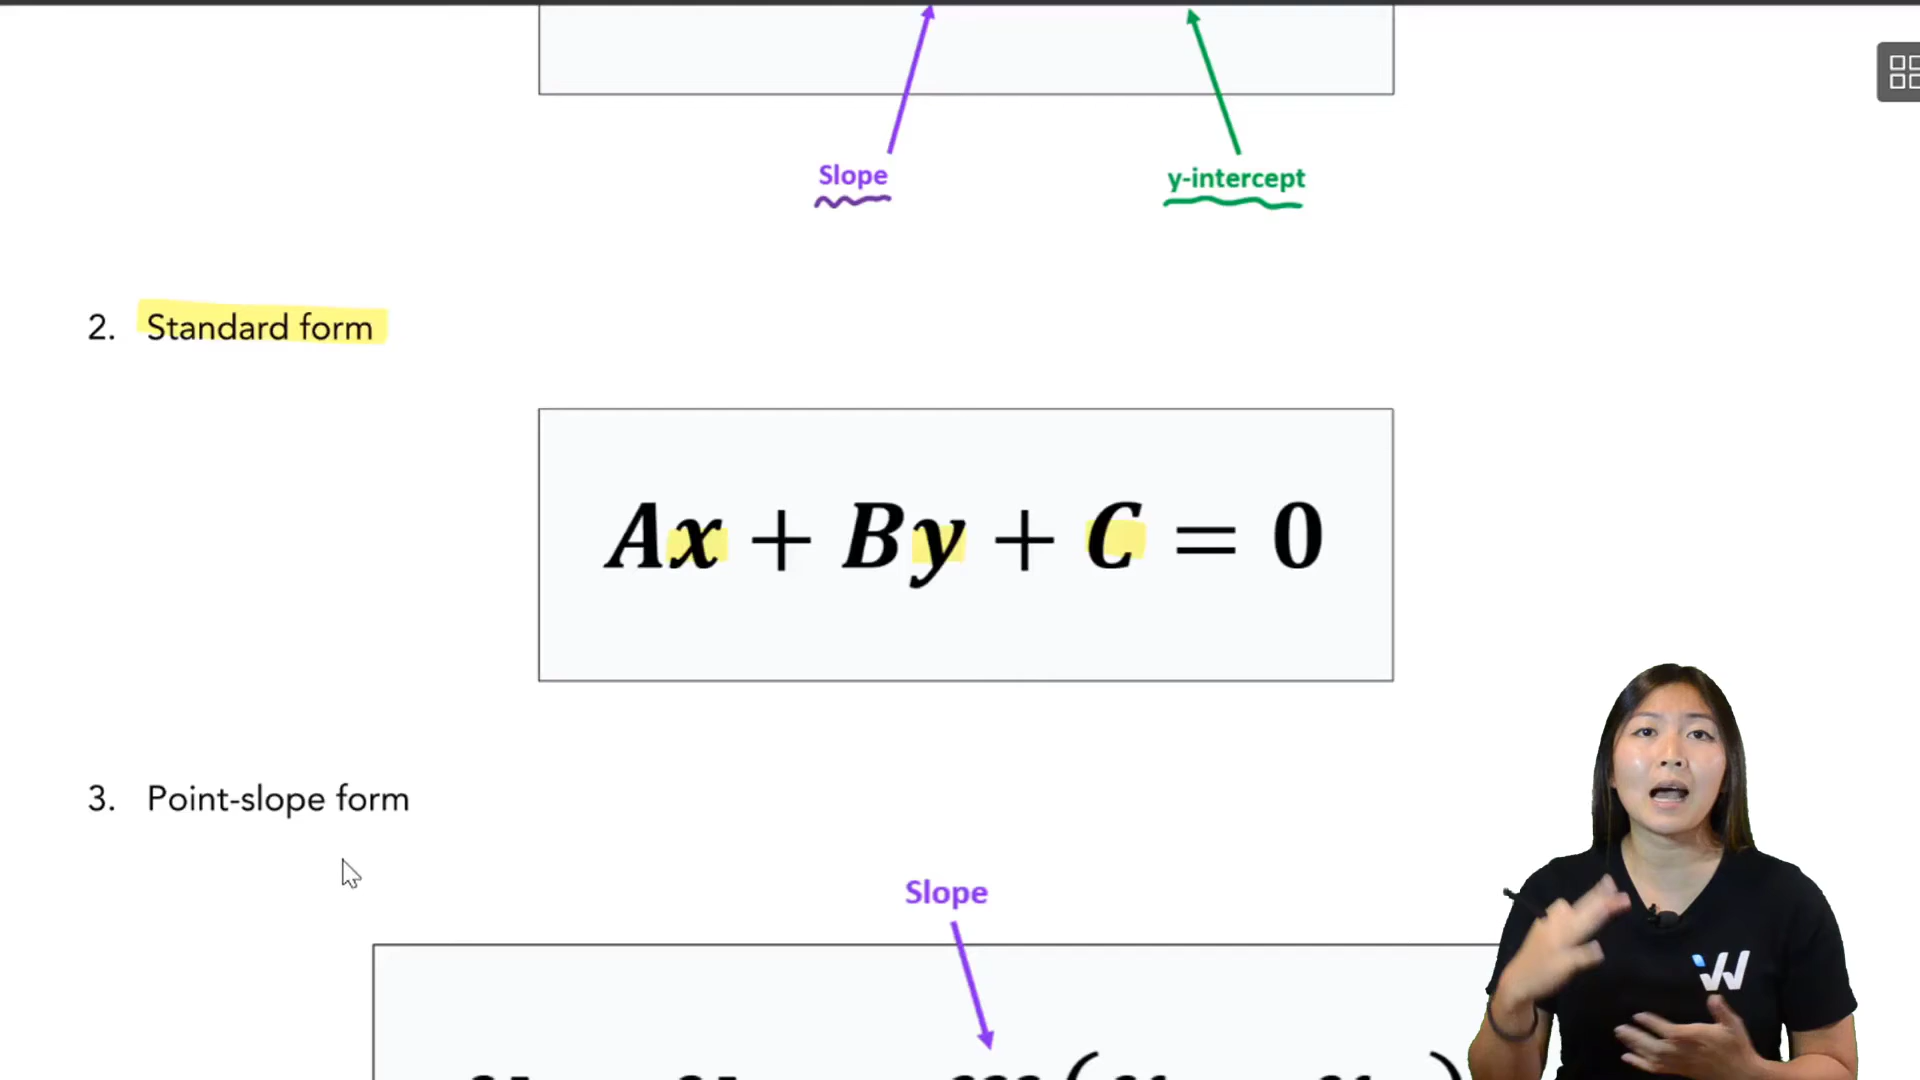 Slope
y-intercept
2. Standard form
Ax + By + C = 0
3. Point-slope form
Slope
W